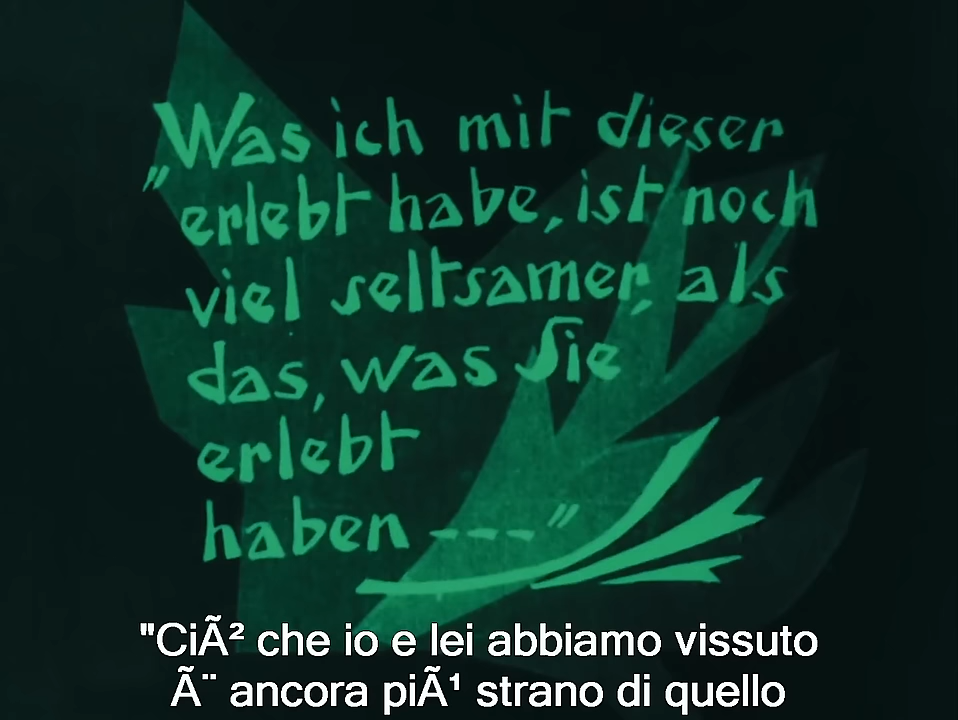 „Was ich mit dieser
erlebt habe, ist noch
viel seltsamer, als
das, was Sie
erlebt
haben ----"
"CiÃ² che io e lei abbiamo vissuto
Ã¨ ancora piÃ¹ strano di quello